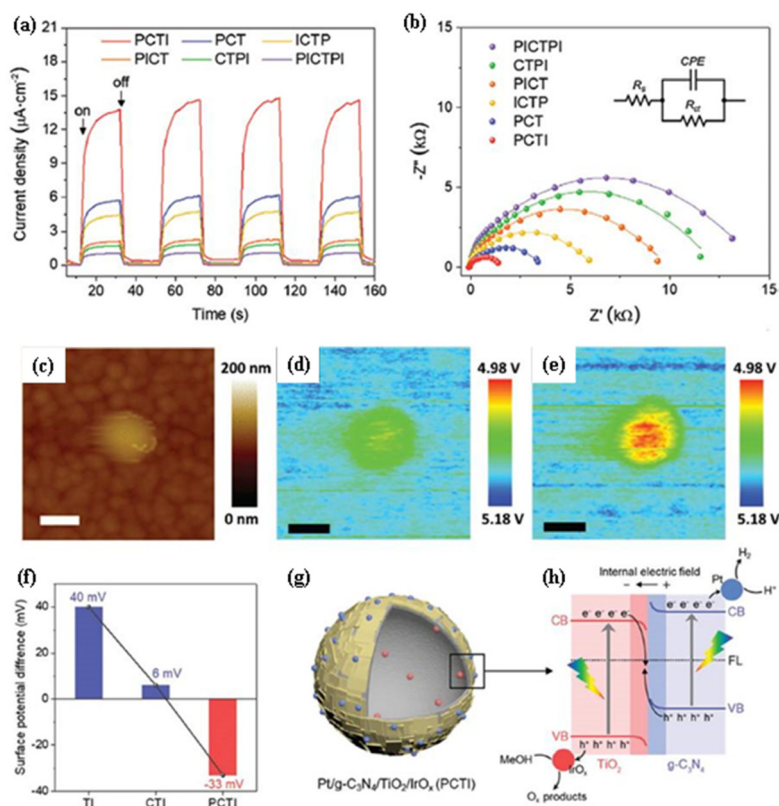 (a)
15
12
9
6
3
0
Current density (μA·cm⁻²)
PCTI PCT ICTP
PICT CTPI PICTPI
on
off
20 40 60 80 100 120 140 160
Time (s)
(b)
15
10
5
0
-Z" (kΩ)
PICTPI
CTPI
PICT
ICTP
PCT
PCTI
CPE
Rs
Rct
0 5 10 15
Z' (kΩ)
(c)
200 nm
0 nm
(d)
4.98 V
5.18 V
(e)
4.98 V
5.18 V
(f)
Surface potential diffence (mV)
40
20
0
-20
-40
40 mV
6 mV
-33 mV
TI CTI PCTI
(g)
Pt/g-C₃N₄/TiO₂/IrOₓ (PCTI)
(h)
Internal electric field
− +
H₂
Pt
H⁺
e⁻ e⁻ e⁻ e⁻
CB
e⁻ e⁻ e⁻ e⁻
CB
FL
VB
h⁺ h⁺ h⁺ h⁺
VB
h⁺ h⁺ h⁺ h⁺
MeOH
IrOₓ
TiO₂
g-C₃N₄
Oₓ products